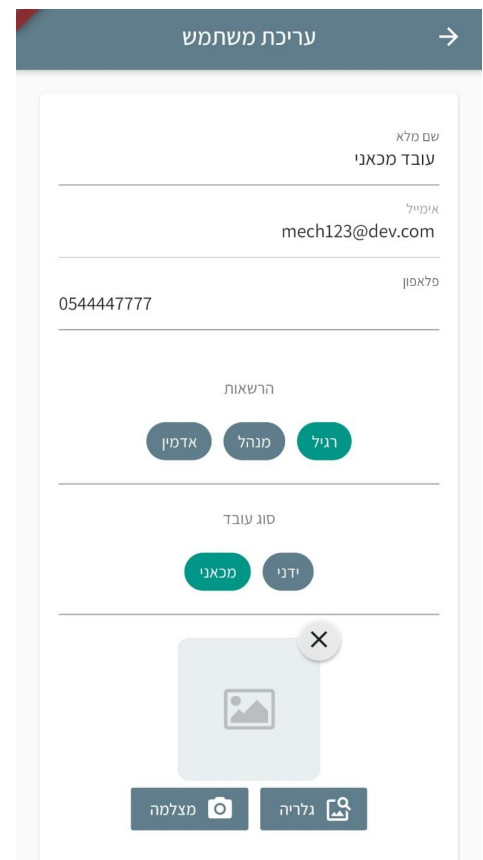 עריכת משתמש
שם מלא
עובד מכאני
אימייל
mech123@dev.com
פלאפון
0544447777
הרשאות
רגיל מנהל אדמין
סוג עובד
ידני מכאני
גלריה מצלמה